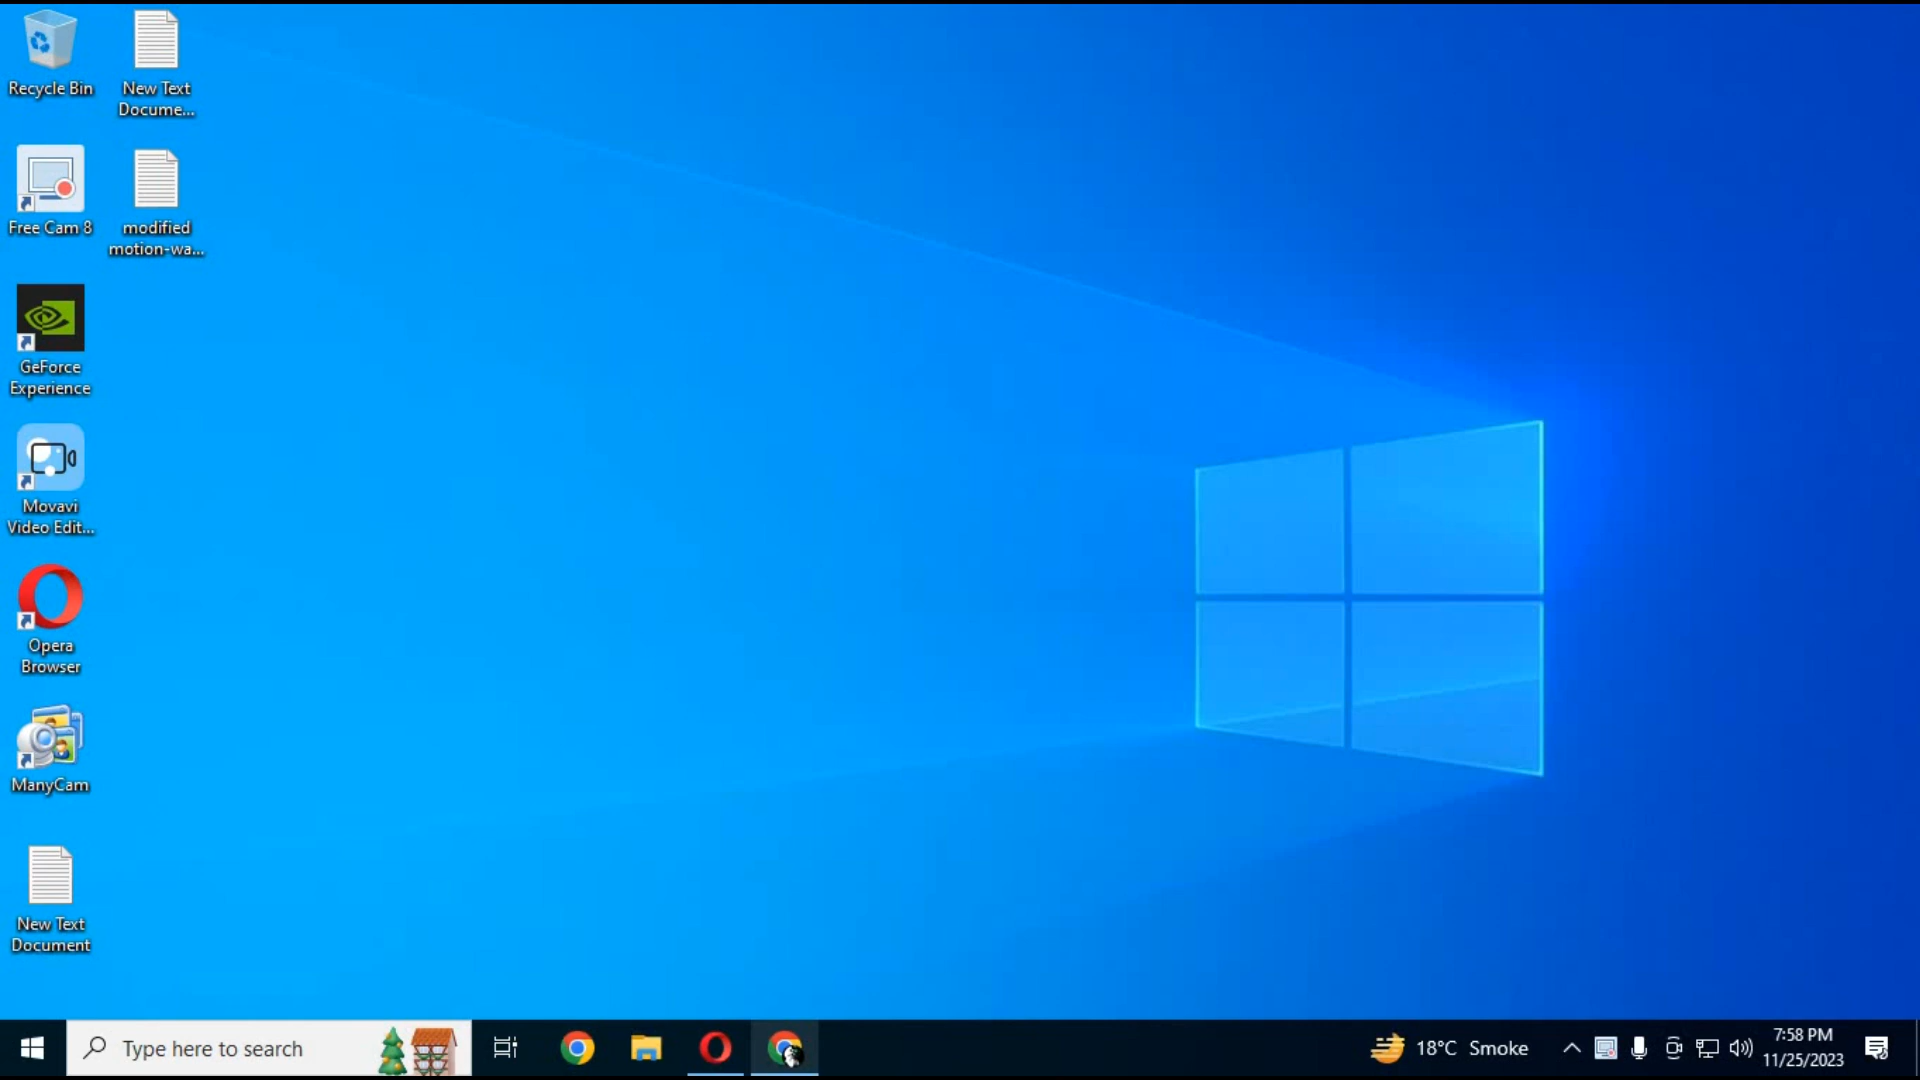 Recycle Bin
New Text
Docume...
Free Cam 8
modified
motion-wa...
GeForce
Experience
Movavi
Video Edit...
Opera
Browser
ManyCam
New Text
Document
Type here to search
18°C Smoke
7:58 PM
11/25/2023